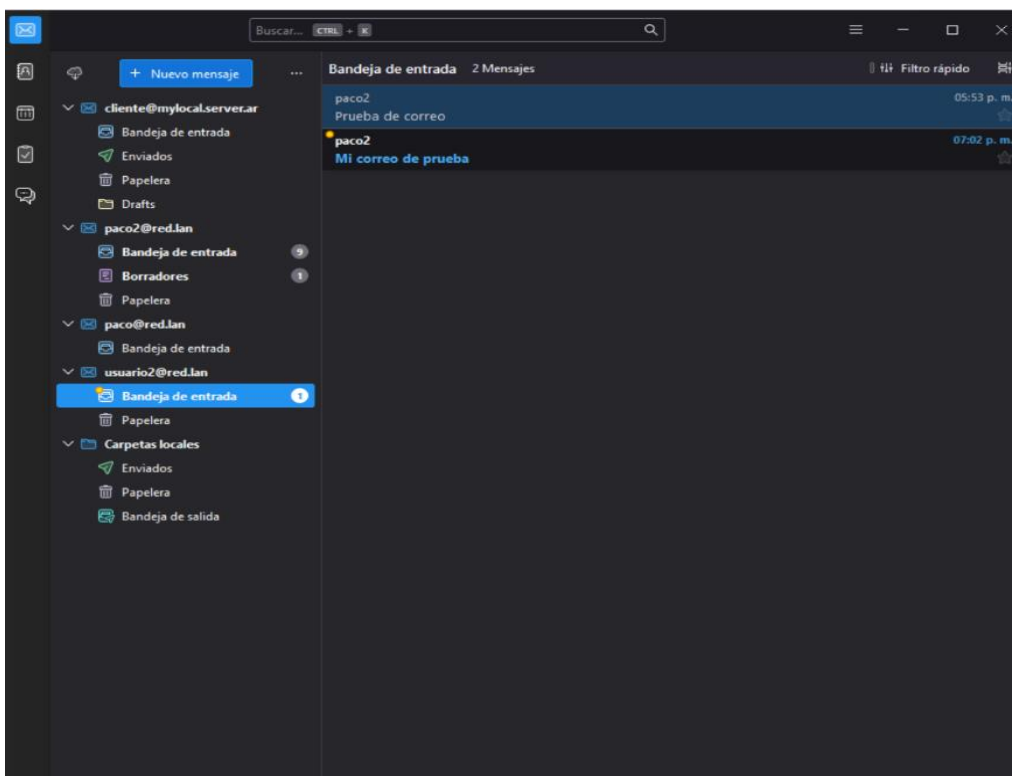 Buscar... CTRL + K
+ Nuevo mensaje
cliente@mylocal.server.ar
Bandeja de entrada
Enviados
Papelera
Drafts
paco2@red.lan
Bandeja de entrada 9
Borradores 1
Papelera
paco@red.lan
Bandeja de entrada
usuario2@red.lan
Bandeja de entrada 1
Papelera
Carpetas locales
Enviados
Papelera
Bandeja de salida
Bandeja de entrada 2 Mensajes Filtro rápido
paco2 05:53 p. m.
Prueba de correo
paco2 07:02 p. m.
Mi correo de prueba